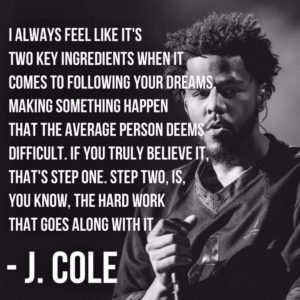 I ALWAYS FEEL LIKE IT'S
TWO KEY INGREDIENTS WHEN IT
COMES TO FOLLOWING YOUR DREAMS,
MAKING SOMETHING HAPPEN
THAT THE AVERAGE PERSON DEEMS
DIFFICULT. IF YOU TRULY BELIEVE IT,
THAT'S STEP ONE. STEP TWO, IS,
YOU KNOW, THE HARD WORK
THAT GOES ALONG WITH IT.
- J. COLE